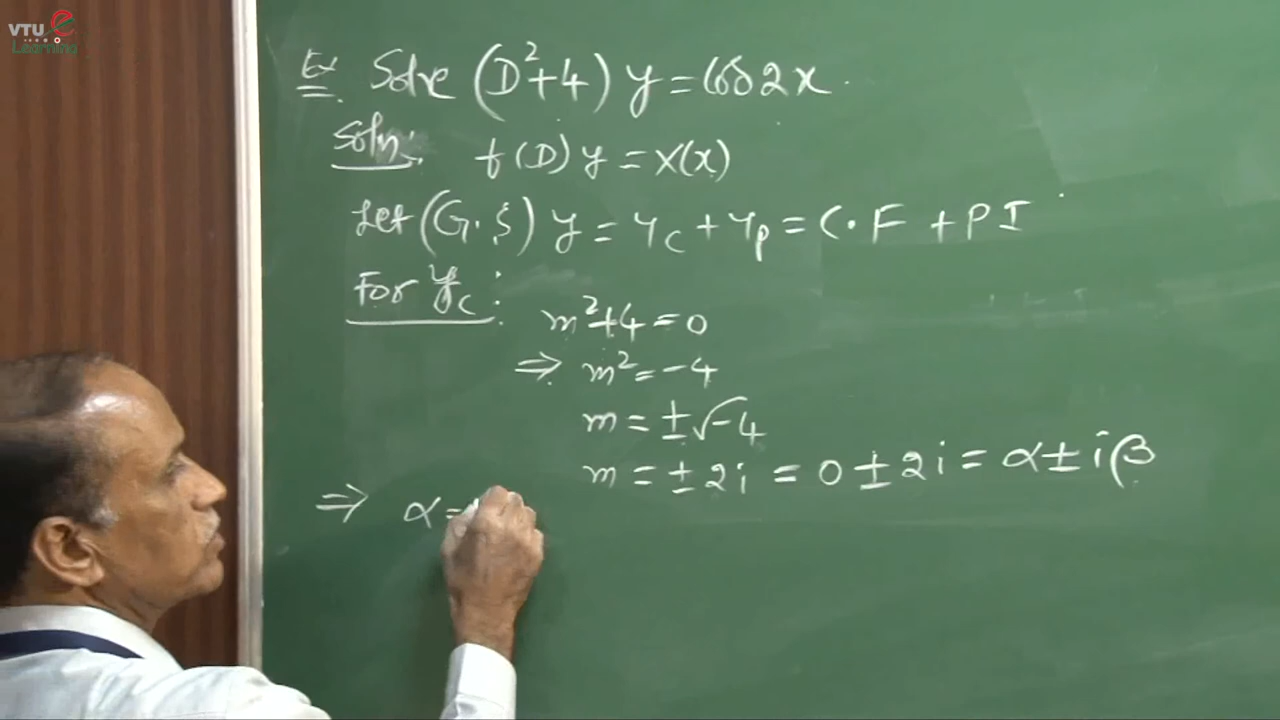 VTU e
Learning
Ex. Solve (D²+4) y = Cos 2x.
Soln: f(D) y = X(x)
Let (G.S) y = yc + yp = C.F + PI
For yc:
m²+4 = 0
⇒ m² = -4
m = ±√-4
m = ±2i = 0 ± 2i = α ± iβ
⇒ α =